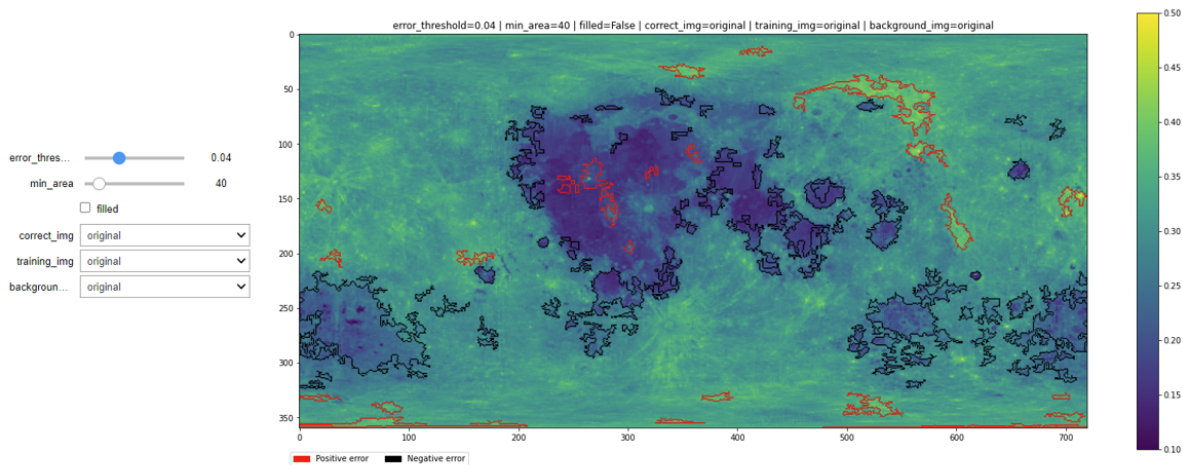 error_threshold=0.04 | min_area=40 | filled=False | correct_img=original | training_img=original | background_img=original
error_thres... 0.04
min_area 40
filled
correct_img original
training_img original
backgroun... original
0
50
100
150
200
250
300
350
0 100 200 300 400 500 600 700
Positive error Negative error
0.50
0.45
0.40
0.35
0.30
0.25
0.20
0.15
0.10